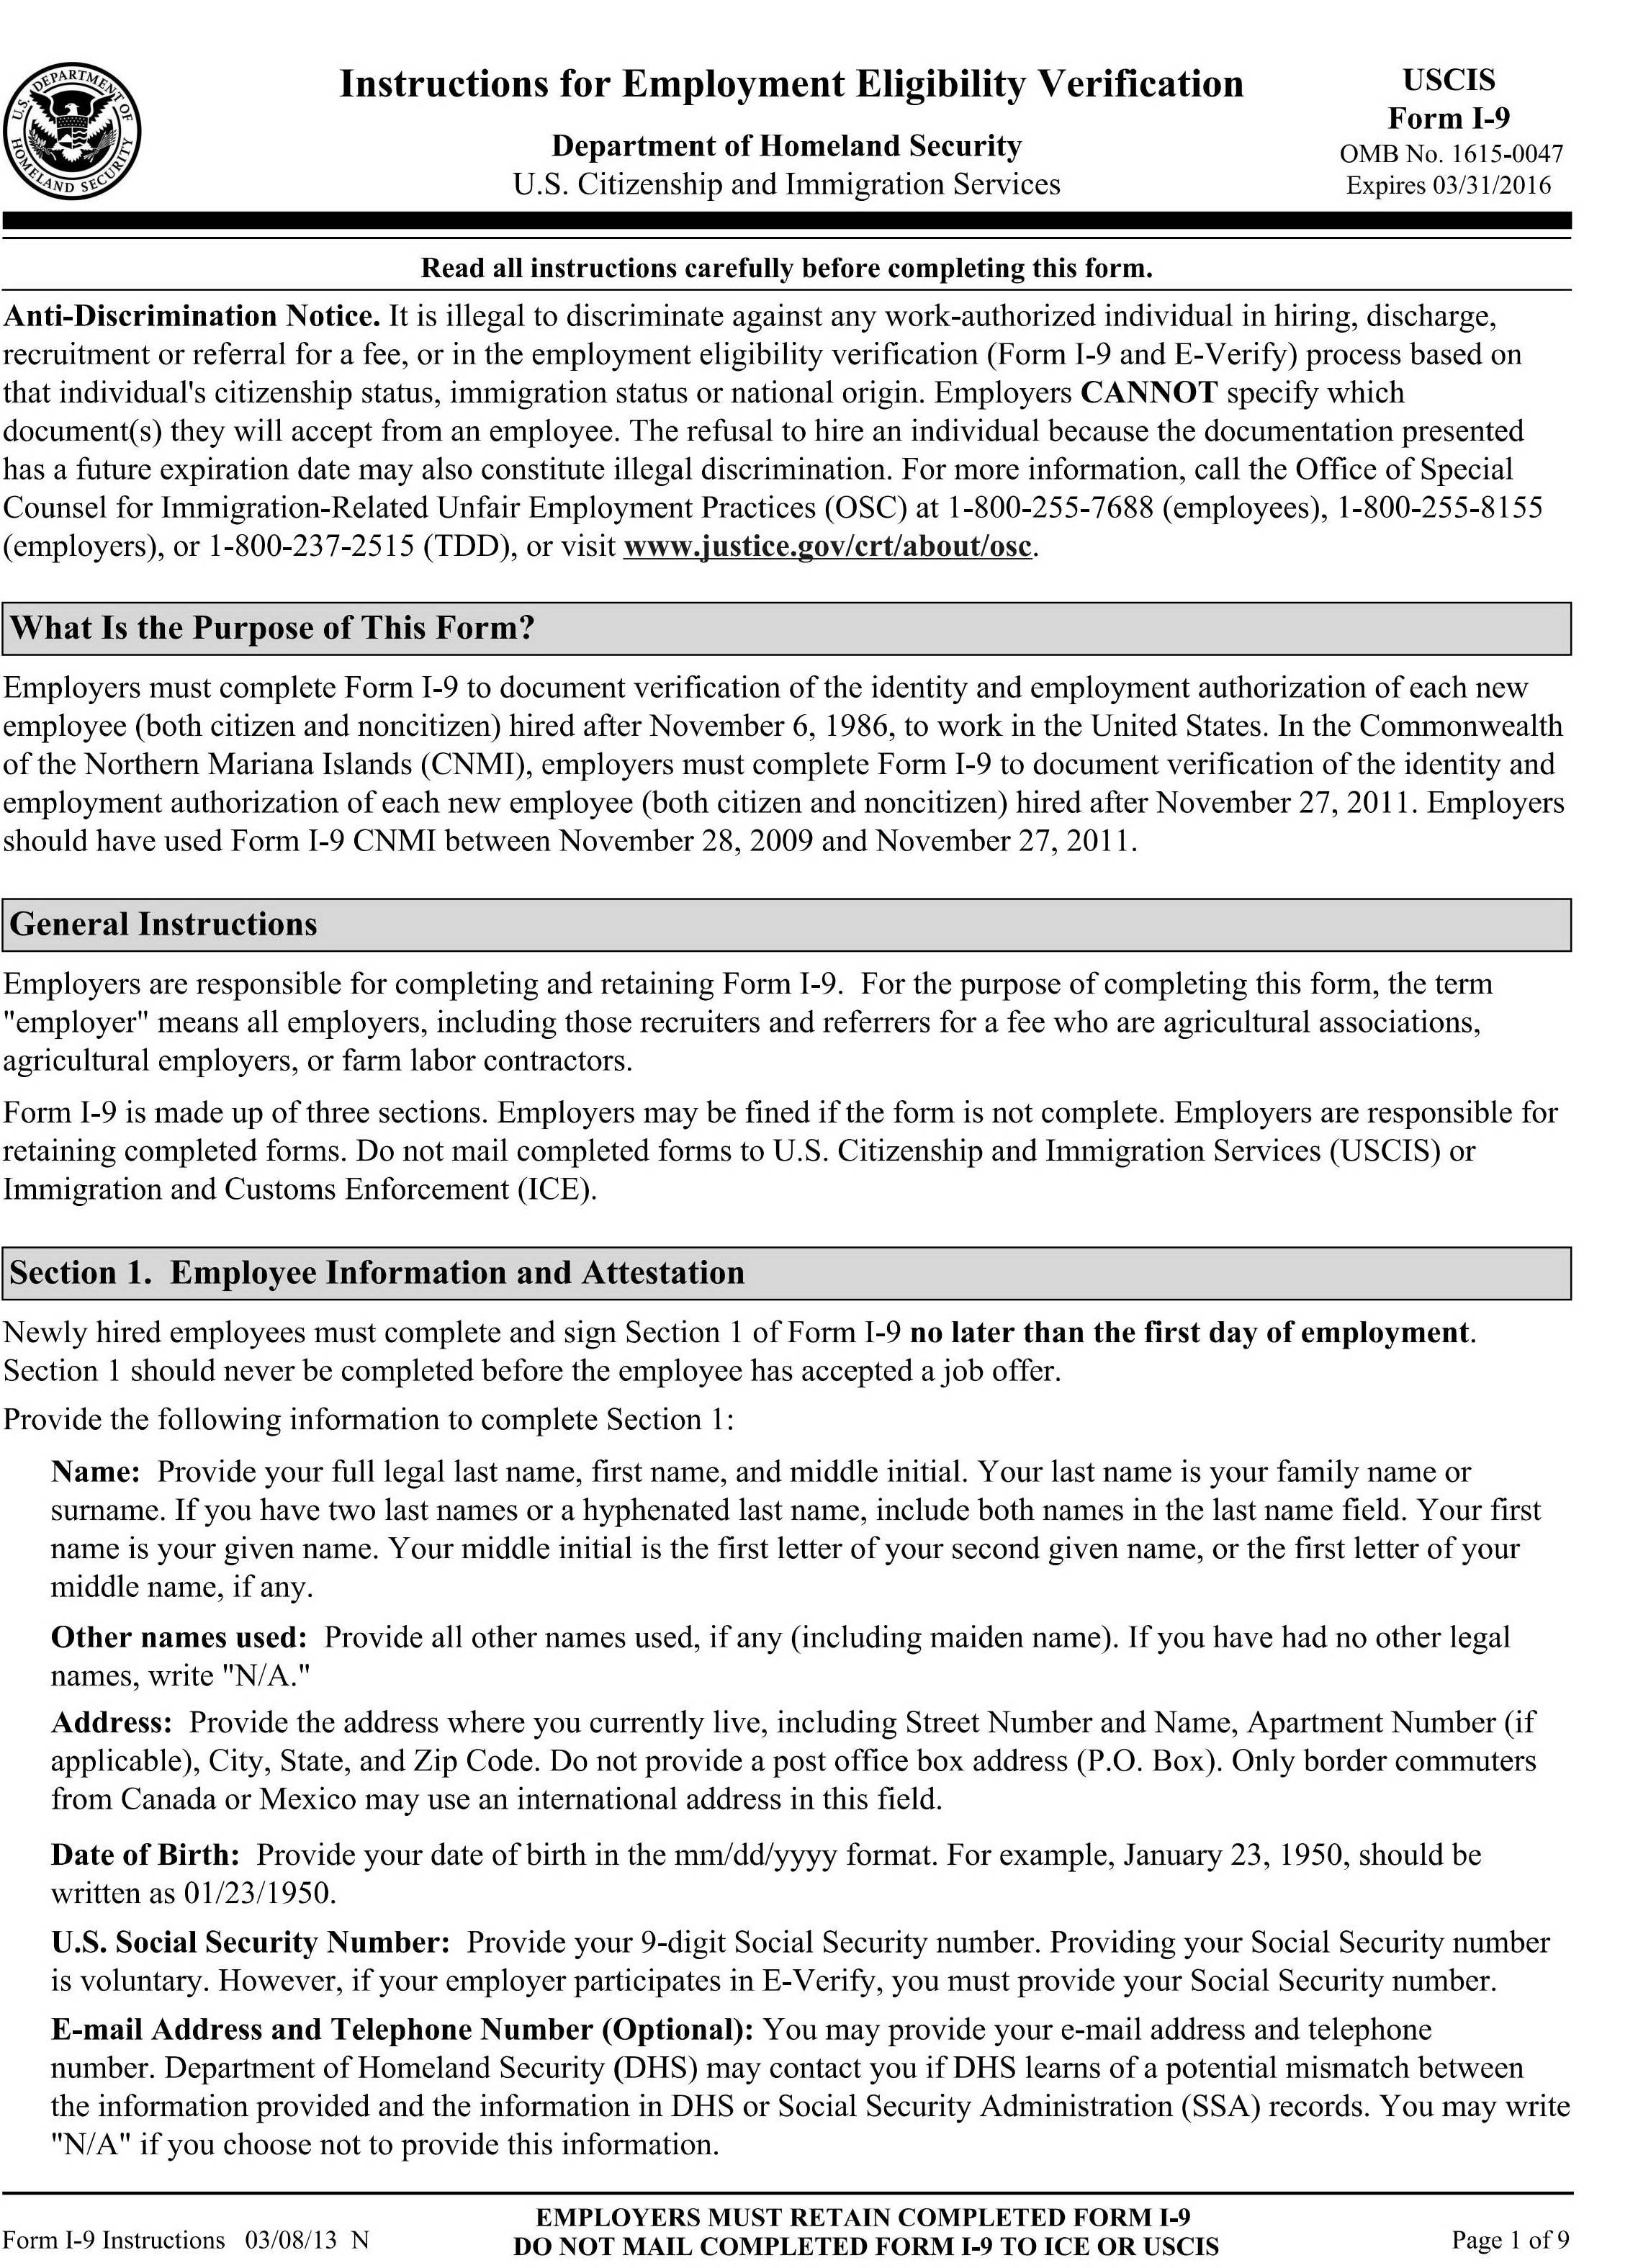 U.S. DEPARTMENT OF HOMELAND SECURITY
Instructions for Employment Eligibility Verification
Department of Homeland Security
U.S. Citizenship and Immigration Services
USCIS
Form I-9
OMB No. 1615-0047
Expires 03/31/2016
Read all instructions carefully before completing this form.
Anti-Discrimination Notice. It is illegal to discriminate against any work-authorized individual in hiring, discharge,
recruitment or referral for a fee, or in the employment eligibility verification (Form I-9 and E-Verify) process based on
that individual's citizenship status, immigration status or national origin. Employers CANNOT specify which
document(s) they will accept from an employee. The refusal to hire an individual because the documentation presented
has a future expiration date may also constitute illegal discrimination. For more information, call the Office of Special
Counsel for Immigration-Related Unfair Employment Practices (OSC) at 1-800-255-7688 (employees), 1-800-255-8155
(employers), or 1-800-237-2515 (TDD), or visit www.justice.gov/crt/about/osc.
What Is the Purpose of This Form?
Employers must complete Form I-9 to document verification of the identity and employment authorization of each new
employee (both citizen and noncitizen) hired after November 6, 1986, to work in the United States. In the Commonwealth
of the Northern Mariana Islands (CNMI), employers must complete Form I-9 to document verification of the identity and
employment authorization of each new employee (both citizen and noncitizen) hired after November 27, 2011. Employers
should have used Form I-9 CNMI between November 28, 2009 and November 27, 2011.
General Instructions
Employers are responsible for completing and retaining Form I-9.  For the purpose of completing this form, the term
"employer" means all employers, including those recruiters and referrers for a fee who are agricultural associations,
agricultural employers, or farm labor contractors.
Form I-9 is made up of three sections. Employers may be fined if the form is not complete. Employers are responsible for
retaining completed forms. Do not mail completed forms to U.S. Citizenship and Immigration Services (USCIS) or
Immigration and Customs Enforcement (ICE).
Section 1.  Employee Information and Attestation
Newly hired employees must complete and sign Section 1 of Form I-9 no later than the first day of employment.
Section 1 should never be completed before the employee has accepted a job offer.
Provide the following information to complete Section 1:
Name:  Provide your full legal last name, first name, and middle initial. Your last name is your family name or
surname. If you have two last names or a hyphenated last name, include both names in the last name field. Your first
name is your given name. Your middle initial is the first letter of your second given name, or the first letter of your
middle name, if any.
Other names used:  Provide all other names used, if any (including maiden name). If you have had no other legal
names, write "N/A."
Address:  Provide the address where you currently live, including Street Number and Name, Apartment Number (if
applicable), City, State, and Zip Code. Do not provide a post office box address (P.O. Box). Only border commuters
from Canada or Mexico may use an international address in this field.
Date of Birth:  Provide your date of birth in the mm/dd/yyyy format. For example, January 23, 1950, should be
written as 01/23/1950.
U.S. Social Security Number:  Provide your 9-digit Social Security number. Providing your Social Security number
is voluntary. However, if your employer participates in E-Verify, you must provide your Social Security number.
E-mail Address and Telephone Number (Optional): You may provide your e-mail address and telephone
number. Department of Homeland Security (DHS) may contact you if DHS learns of a potential mismatch between
the information provided and the information in DHS or Social Security Administration (SSA) records. You may write
"N/A" if you choose not to provide this information.
Form I-9 Instructions   03/08/13  N
EMPLOYERS MUST RETAIN COMPLETED FORM I-9
DO NOT MAIL COMPLETED FORM I-9 TO ICE OR USCIS
Page 1 of 9